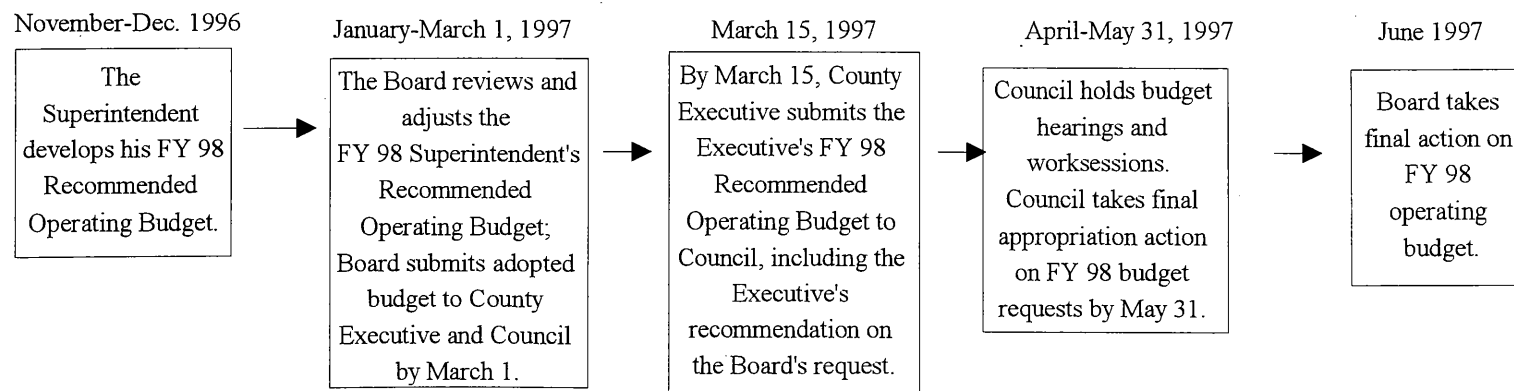 November-Dec. 1996
The
Superintendent
develops his FY 98
Recommended
Operating Budget.
January-March 1, 1997
The Board reviews and
adjusts the
FY 98 Superintendent's
Recommended
Operating Budget;
Board submits adopted
budget to County
Executive and Council
by March 1.
March 15, 1997
By March 15, County
Executive submits the
Executive's FY 98
Recommended
Operating Budget to
Council, including the
Executive's
recommendation on
the Board's request.
April-May 31, 1997
Council holds budget
hearings and
worksessions.
Council takes final
appropriation action
on FY 98 budget
requests by May 31.
June 1997
Board takes
final action on
FY 98
operating
budget.